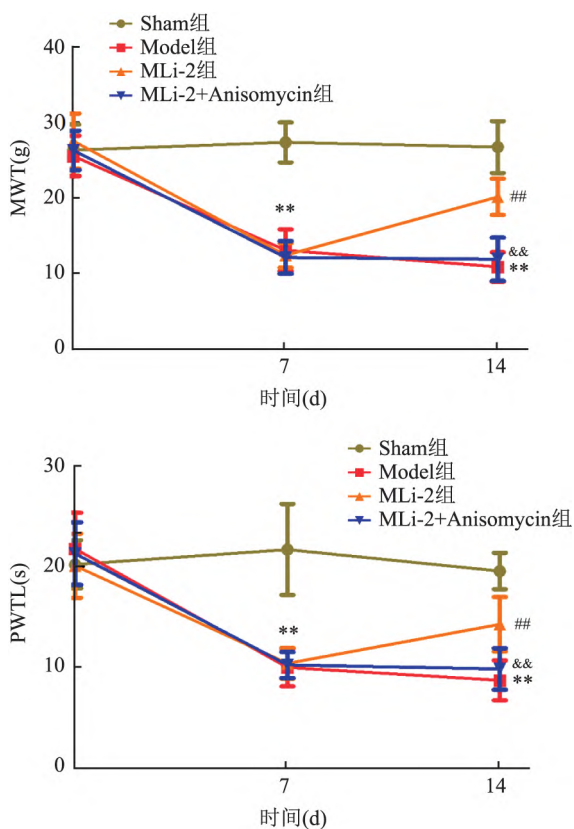 Sham组
Model组
MLi-2组
MLi-2+Anisomycin组
MWT(g)
40
30
20
10
0
**
##
&&
**
7
14
时间(d)
Sham组
Model组
MLi-2组
MLi-2+Anisomycin组
PWTL(s)
30
20
10
0
**
##
&&
**
7
14
时间(d)